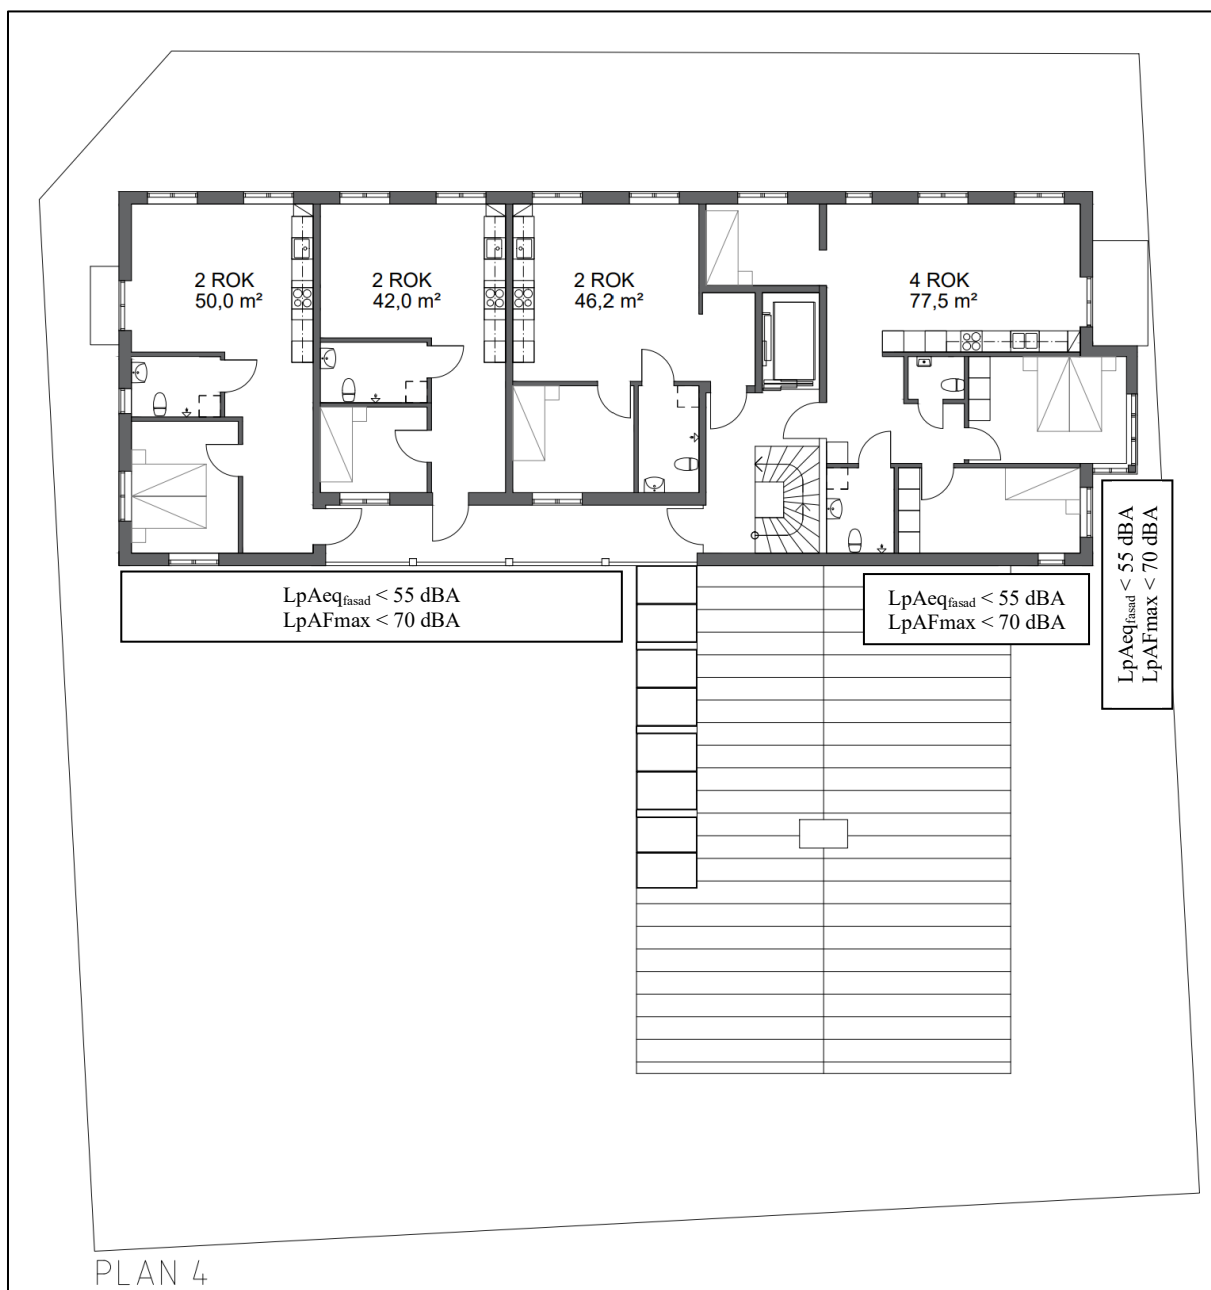 2 ROK
50,0 m²
2 ROK
42,0 m²
2 ROK
46,2 m²
4 ROK
77,5 m²
LpAeqfasad < 55 dBA
LpAFmax < 70 dBA
LpAeqfasad < 55 dBA
LpAFmax < 70 dBA
LpAeqfasad < 55 dBA
LpAFmax < 70 dBA
PLAN 4